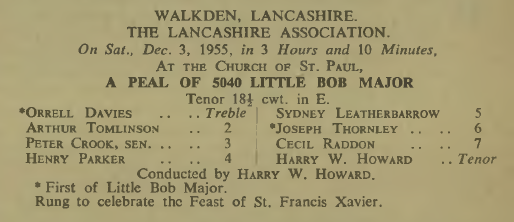 WALKDEN, LANCASHIRE.
THE LANCASHIRE ASSOCIATION.
On Sat., Dec. 3, 1955, in 3 Hours and 10 Minutes,
AT THE CHURCH OF ST. PAUL,
A PEAL OF 5040 LITTLE BOB MAJOR
Tenor 18½ cwt. in E.
*ORRELL DAVIES .. .. Treble | SYDNEY LEATHERBARROW 5
ARTHUR TOMLINSON .. 2 | *JOSEPH THORNLEY .. .. 6
PETER CROOK, SEN. .. .. 3 | CECIL RADDON .. .. 7
HENRY PARKER .. .. 4 | HARRY W. HOWARD .. Tenor
Conducted by HARRY W. HOWARD.
* First of Little Bob Major.
Rung to celebrate the Feast of St. Francis Xavier.